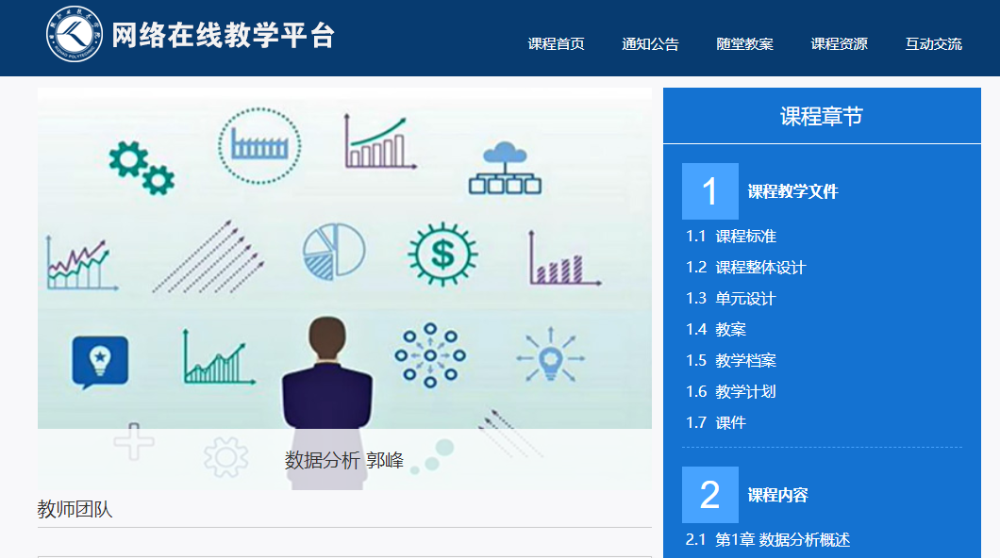 网络在线教学平台
课程首页 通知公告 随堂教案 课程资源 互动交流
数据分析 郭峰
教师团队
课程章节
1 课程教学文件
1.1 课程标准
1.2 课程整体设计
1.3 单元设计
1.4 教案
1.5 教学档案
1.6 教学计划
1.7 课件
2 课程内容
2.1 第1章 数据分析概述